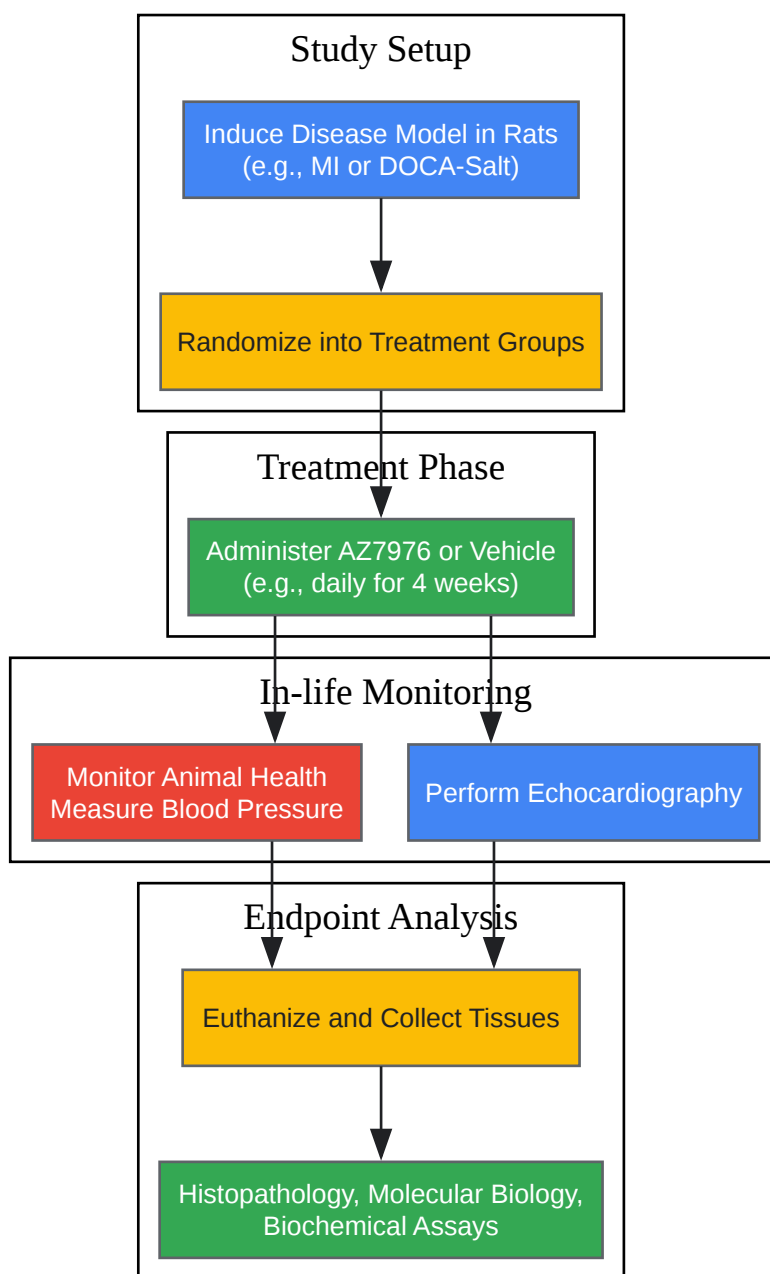 Study Setup
Induce Disease Model in Rats
(e.g., MI or DOCA-Salt)
Randomize into Treatment Groups
Treatment Phase
Administer AZ7976 or Vehicle
(e.g., daily for 4 weeks)
In-life Monitoring
Monitor Animal Health
Measure Blood Pressure
Perform Echocardiography
Endpoint Analysis
Euthanize and Collect Tissues
Histopathology, Molecular Biology,
Biochemical Assays